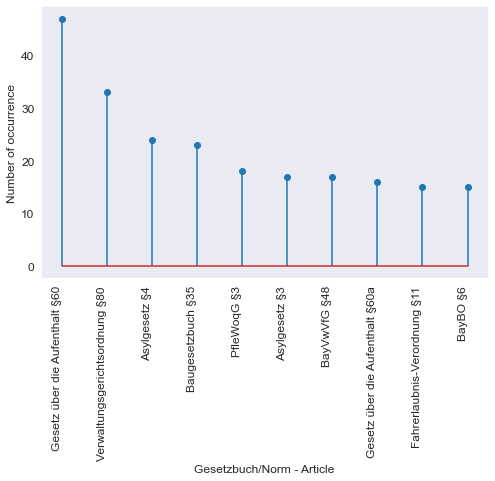 Number of occurrence
40
30
20
10
0
Gesetz über die Aufenthalt §60
Verwaltungsgerichtsordnung §80
Asylgesetz §4
Baugesetzbuch §35
PfleWoqG §3
Asylgesetz §3
BayVwVfG §48
Gesetz über die Aufenthalt §60a
Fahrerlaubnis-Verordnung §11
BayBO §6
Gesetzbuch/Norm - Article